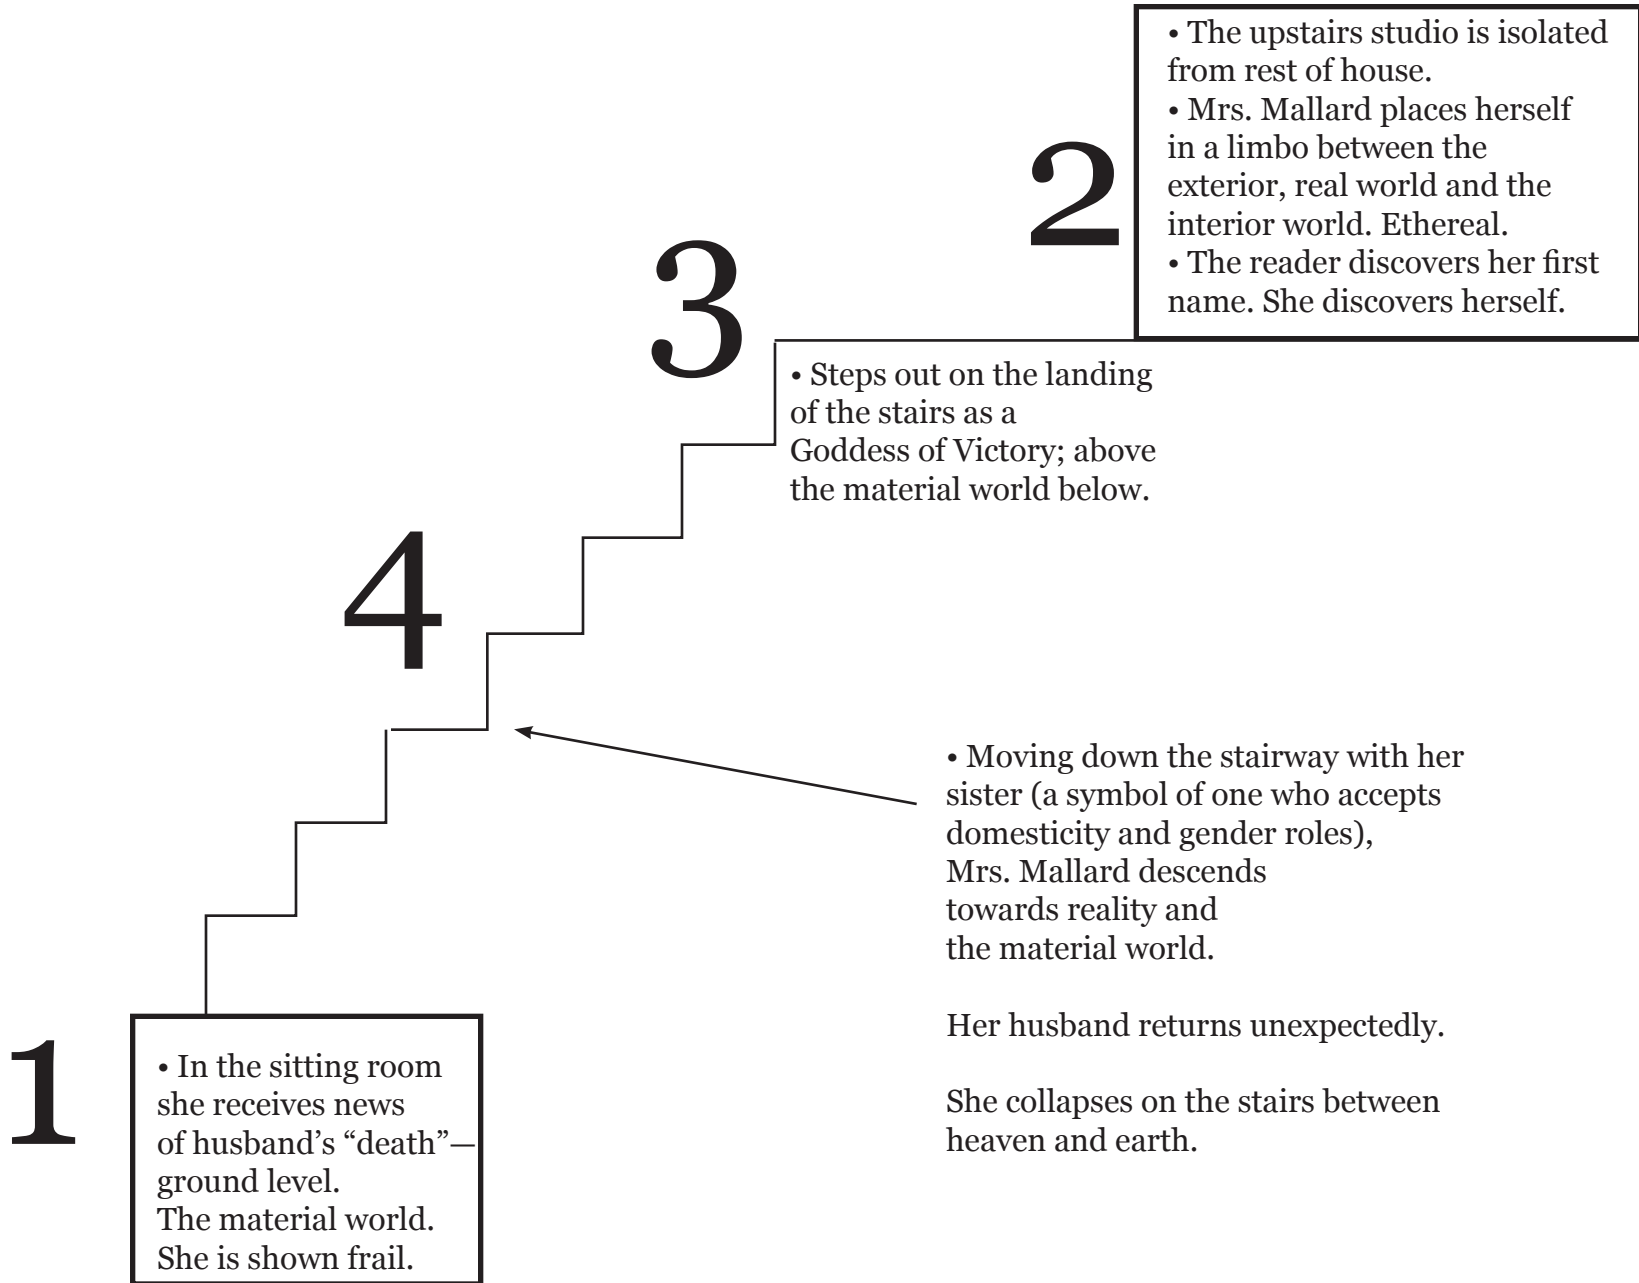 • The upstairs studio is isolated
from rest of house.
• Mrs. Mallard places herself
in a limbo between the
exterior, real world and the
interior world. Ethereal.
• The reader discovers her first
name. She discovers herself.
2
3
• Steps out on the landing
of the stairs as a
Goddess of Victory; above
the material world below.
4
• Moving down the stairway with her
sister (a symbol of one who accepts
domesticity and gender roles),
Mrs. Mallard descends
towards reality and
the material world.
Her husband returns unexpectedly.
She collapses on the stairs between
heaven and earth.
1
• In the sitting room
she receives news
of husband’s “death”—
ground level.
The material world.
She is shown frail.